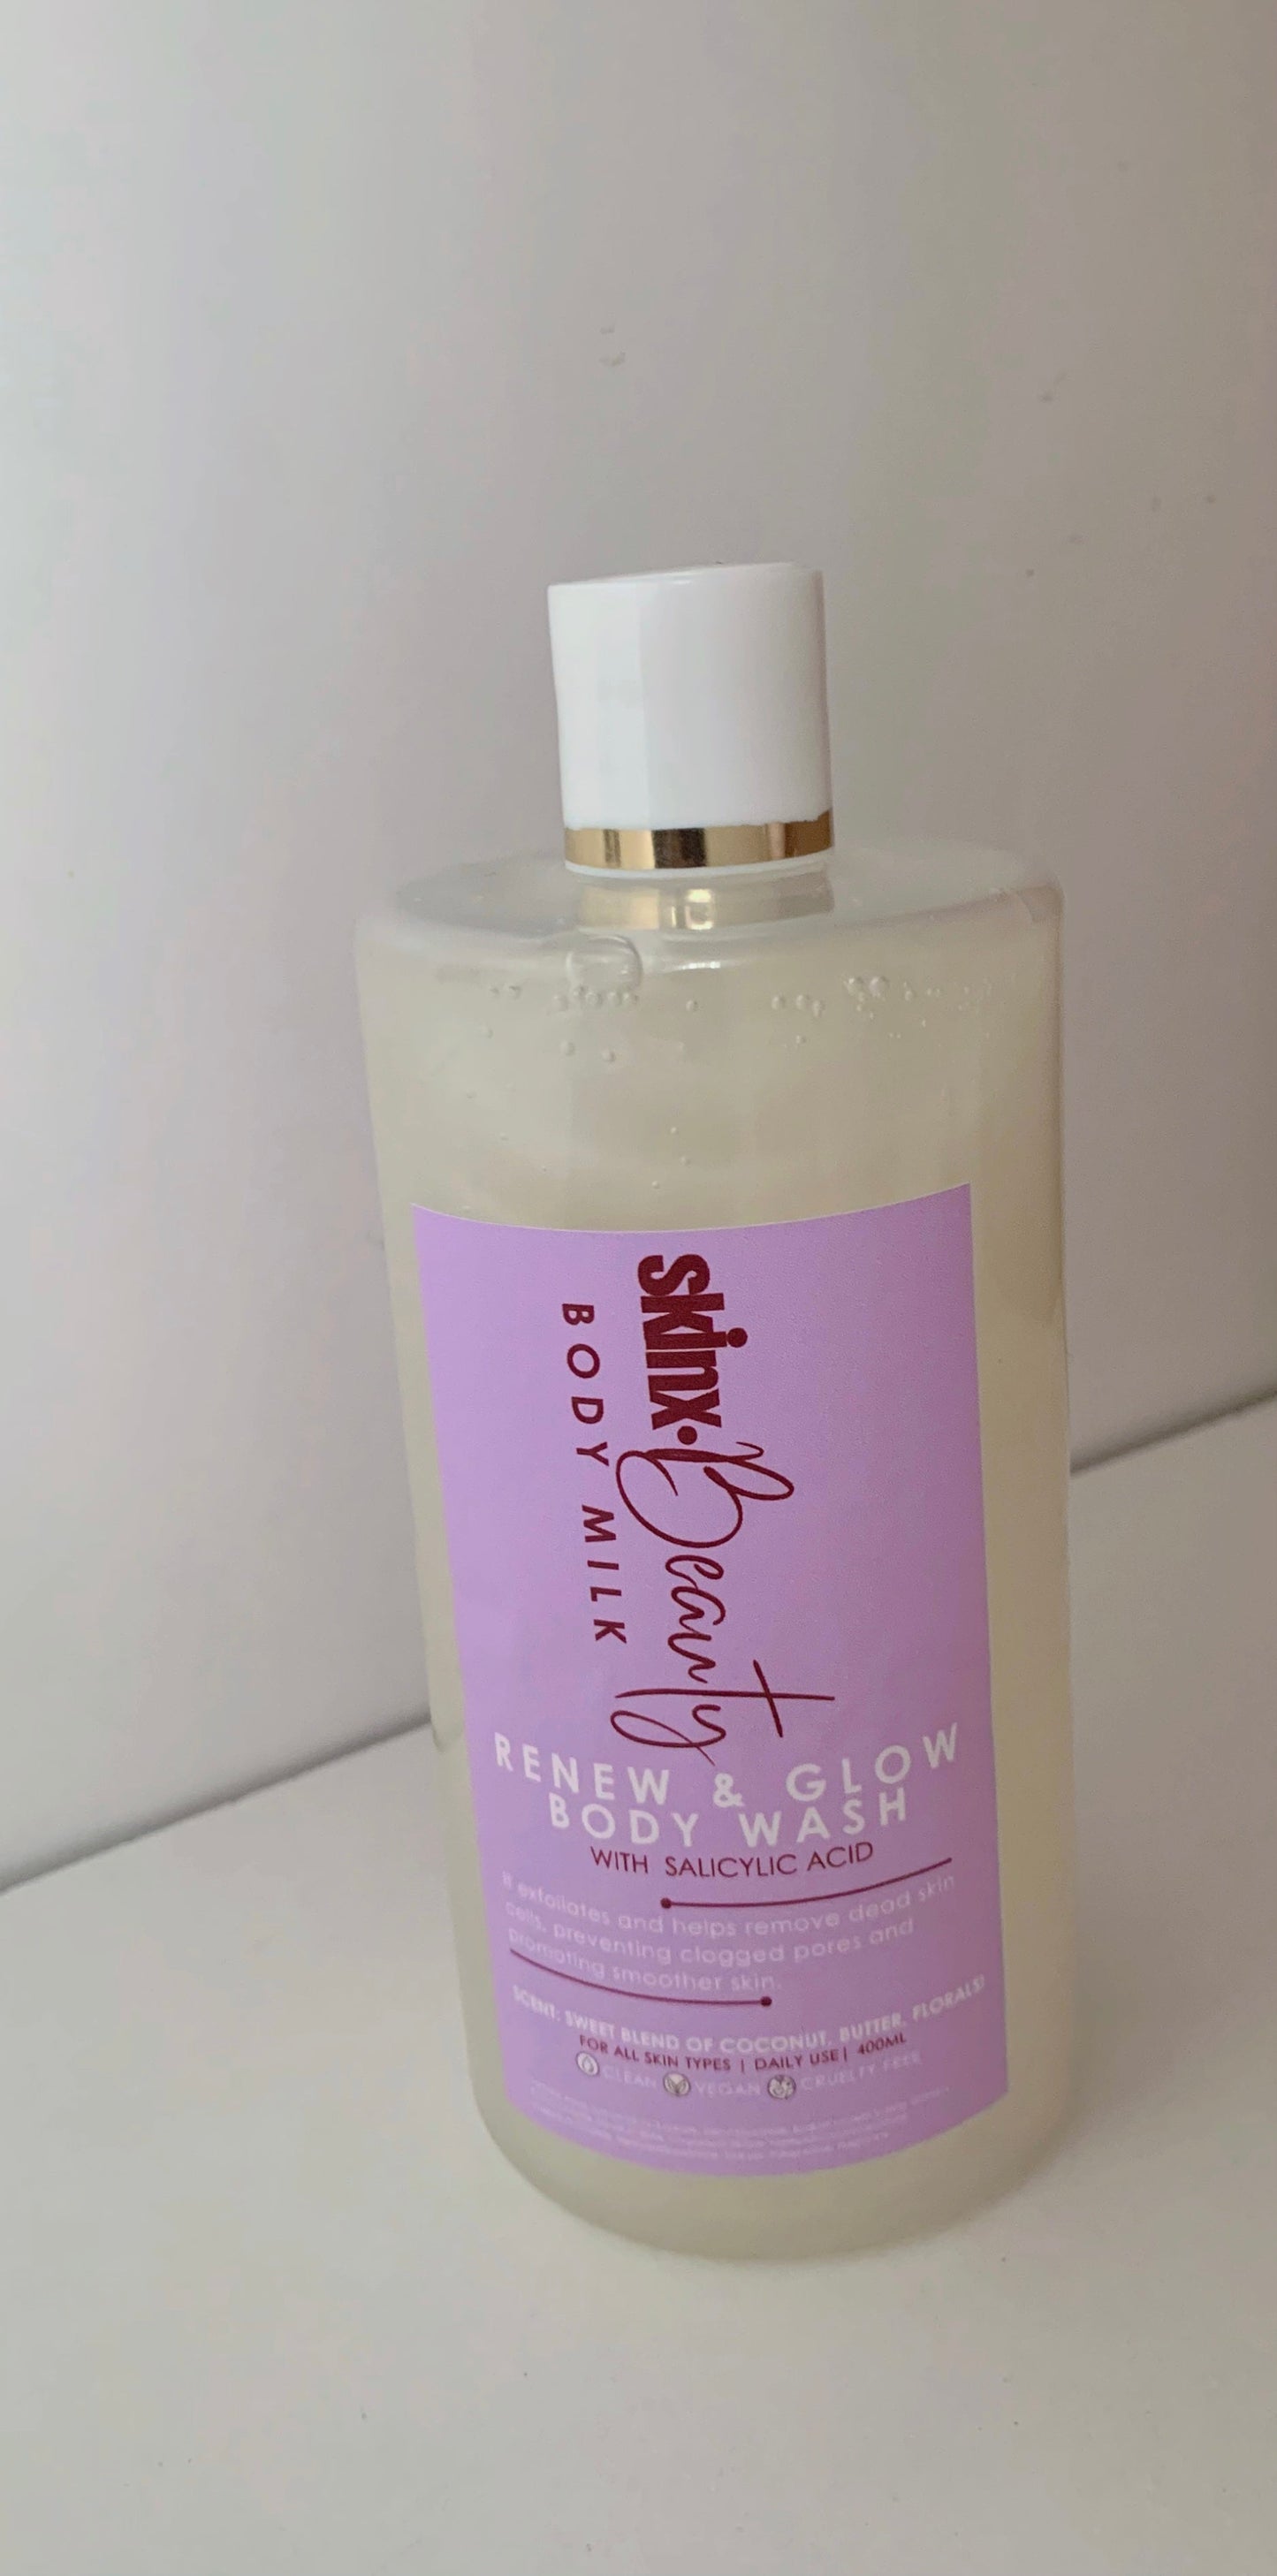 skinx.Beauty
BODY MILK
RENEW & GLOW
BODY WASH
WITH SALICYLIC ACID
It exfoliates and helps remove dead skin
cells, preventing clogged pores and
promoting smoother skin.
SCENT: SWEET BLEND OF COCONUT, BUTTER, FLORALS!
FOR ALL SKIN TYPES | DAILY USE | 400ML
CLEAN VEGAN CRUELTY FREE